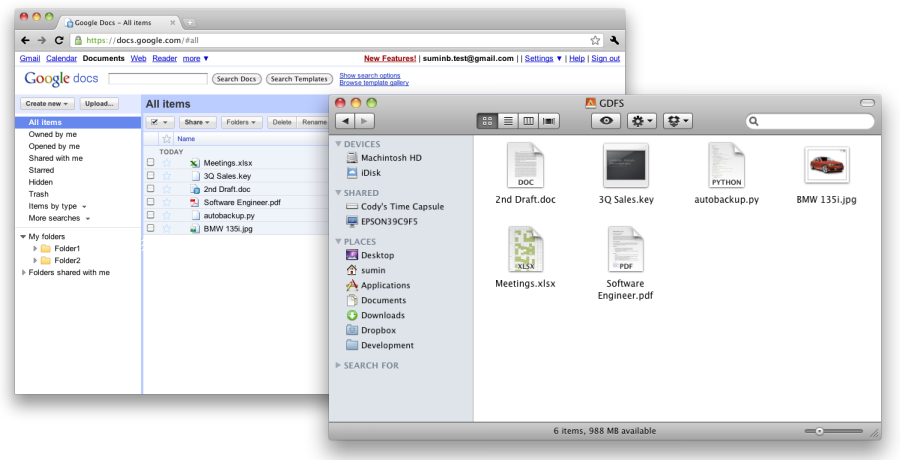 Google Docs – All items
https://docs.google.com/#all
Gmail Calendar Documents Web Reader more ▼
New Features! | suminb.test@gmail.com | | Settings ▼ | Help | Sign out
Google docs
Search Docs
Search Templates
Show search options
Browse template gallery
Create new
Upload...
All items
Owned by me
Opened by me
Shared with me
Starred
Hidden
Trash
Items by type
More searches
My folders
Folder1
Folder2
Folders shared with me
All items
Share
Folders
Delete
Rename
Name
TODAY
Meetings.xlsx
3Q Sales.key
2nd Draft.doc
Software Engineer.pdf
autobackup.py
BMW 135i.jpg
GDFS
DEVICES
Machintosh HD
iDisk
SHARED
Cody's Time Capsule
EPSON39C9F5
PLACES
Desktop
sumin
Applications
Documents
Downloads
Dropbox
Development
SEARCH FOR
DOC
2nd Draft.doc
3Q Sales.key
PYTHON
autobackup.py
BMW 135i.jpg
XLSX
Meetings.xlsx
PDF
Software
Engineer.pdf
6 items, 988 MB available